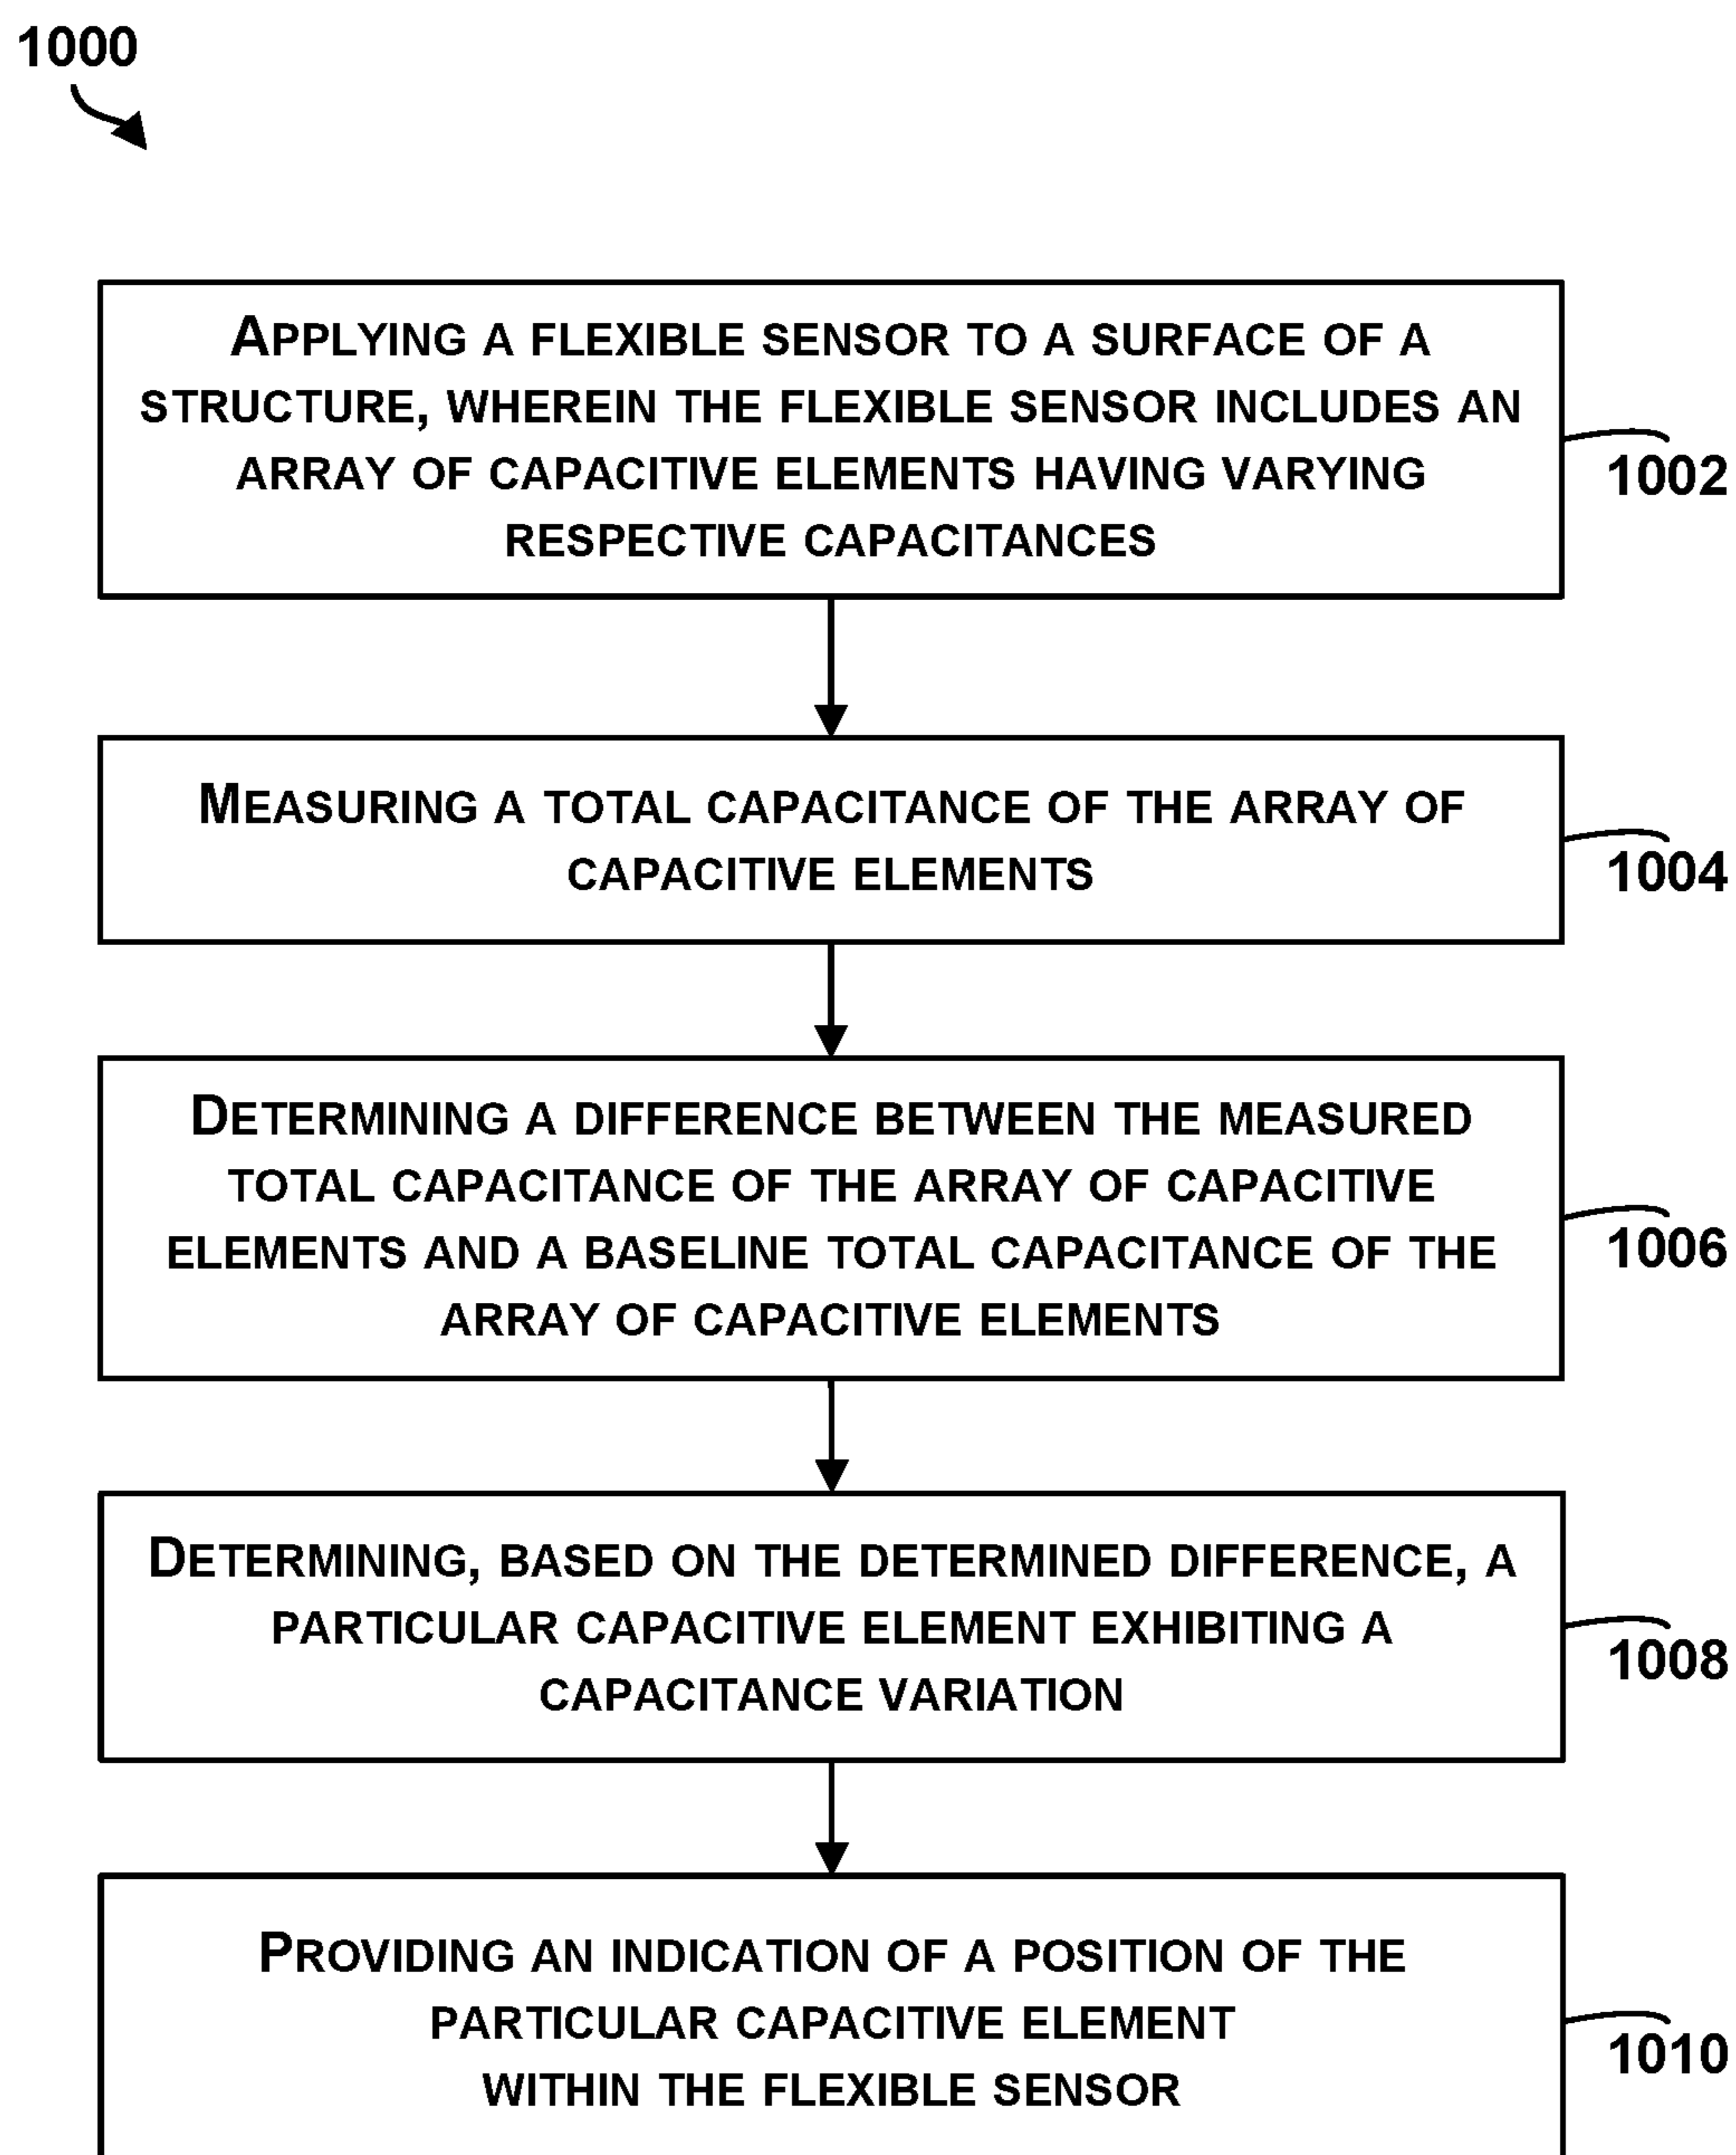 1000
APPLYING A FLEXIBLE SENSOR TO A SURFACE OF A
STRUCTURE, WHEREIN THE FLEXIBLE SENSOR INCLUDES AN
ARRAY OF CAPACITIVE ELEMENTS HAVING VARYING
RESPECTIVE CAPACITANCES
1002
MEASURING A TOTAL CAPACITANCE OF THE ARRAY OF
CAPACITIVE ELEMENTS
1004
DETERMINING A DIFFERENCE BETWEEN THE MEASURED
TOTAL CAPACITANCE OF THE ARRAY OF CAPACITIVE
ELEMENTS AND A BASELINE TOTAL CAPACITANCE OF THE
ARRAY OF CAPACITIVE ELEMENTS
1006
DETERMINING, BASED ON THE DETERMINED DIFFERENCE, A
PARTICULAR CAPACITIVE ELEMENT EXHIBITING A
CAPACITANCE VARIATION
1008
PROVIDING AN INDICATION OF A POSITION OF THE
PARTICULAR CAPACITIVE ELEMENT
WITHIN THE FLEXIBLE SENSOR
1010